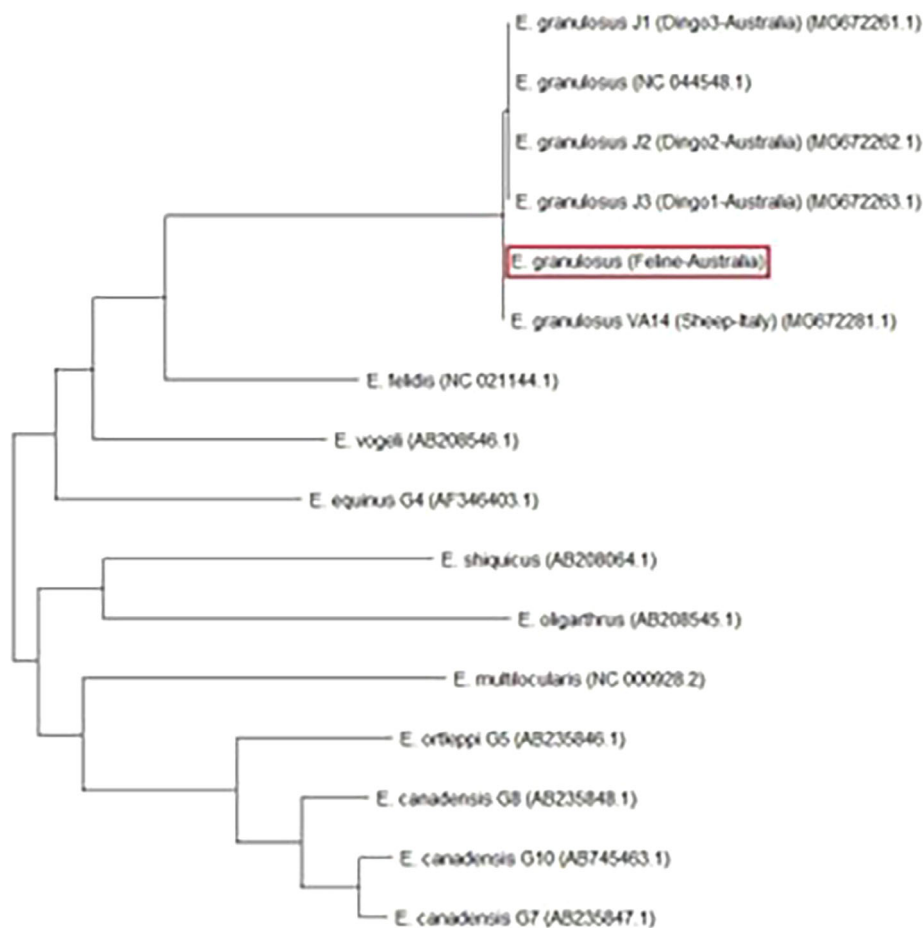 E. granulosus J1 (Dingo3-Australia) (MG672261.1)
E. granulosus (NC 044548.1)
E. granulosus J2 (Dingo2-Australia) (MG672262.1)
E. granulosus J3 (Dingo1-Australia) (MG672263.1)
E. granulosus (Feline-Australia)
E. granulosus VA14 (Sheep-Italy) (MG672281.1)
E. felidis (NC 021144.1)
E. vogeli (AB208546.1)
E. equinus G4 (AF346403.1)
E. shiquicus (AB208064.1)
E. oligarthrus (AB208545.1)
E. multilocularis (NC 000928.2)
E. ortleppi G5 (AB235846.1)
E. canadensis G8 (AB235848.1)
E. canadensis G10 (AB745463.1)
E. canadensis G7 (AB235847.1)